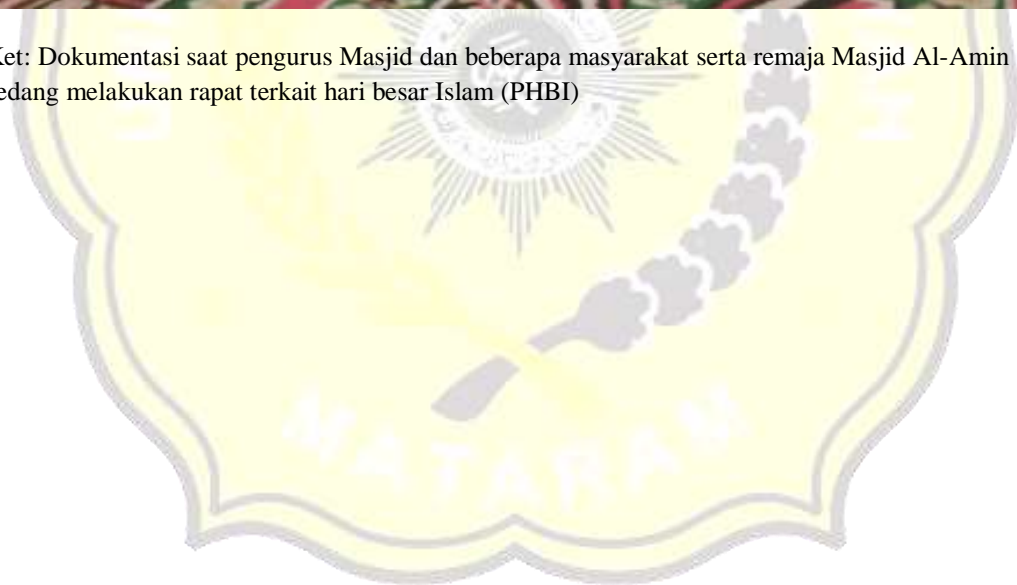 et: Dokumentasi saat pengurus Masjid dan beberapa masyarakat serta remaja Masjid Al-Amin
edang melakukan rapat terkait hari besar Islam (PHBI)
MATARAM